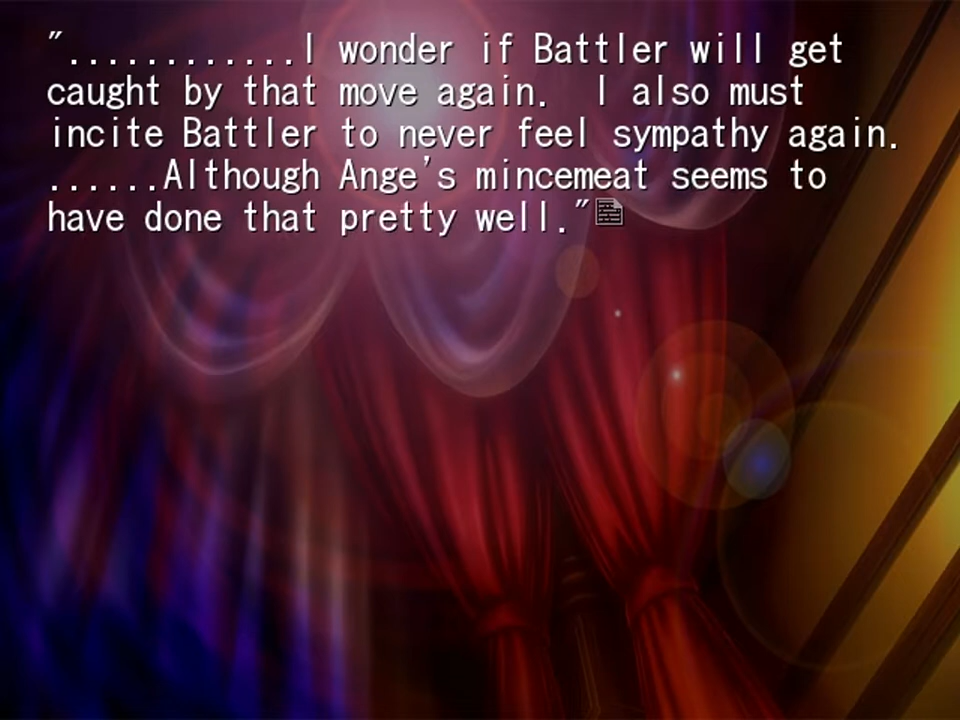 "............I wonder if Battler will get
caught by that move again.  I also must
incite Battler to never feel sympathy again.
......Although Ange's mincemeat seems to
have done that pretty well."